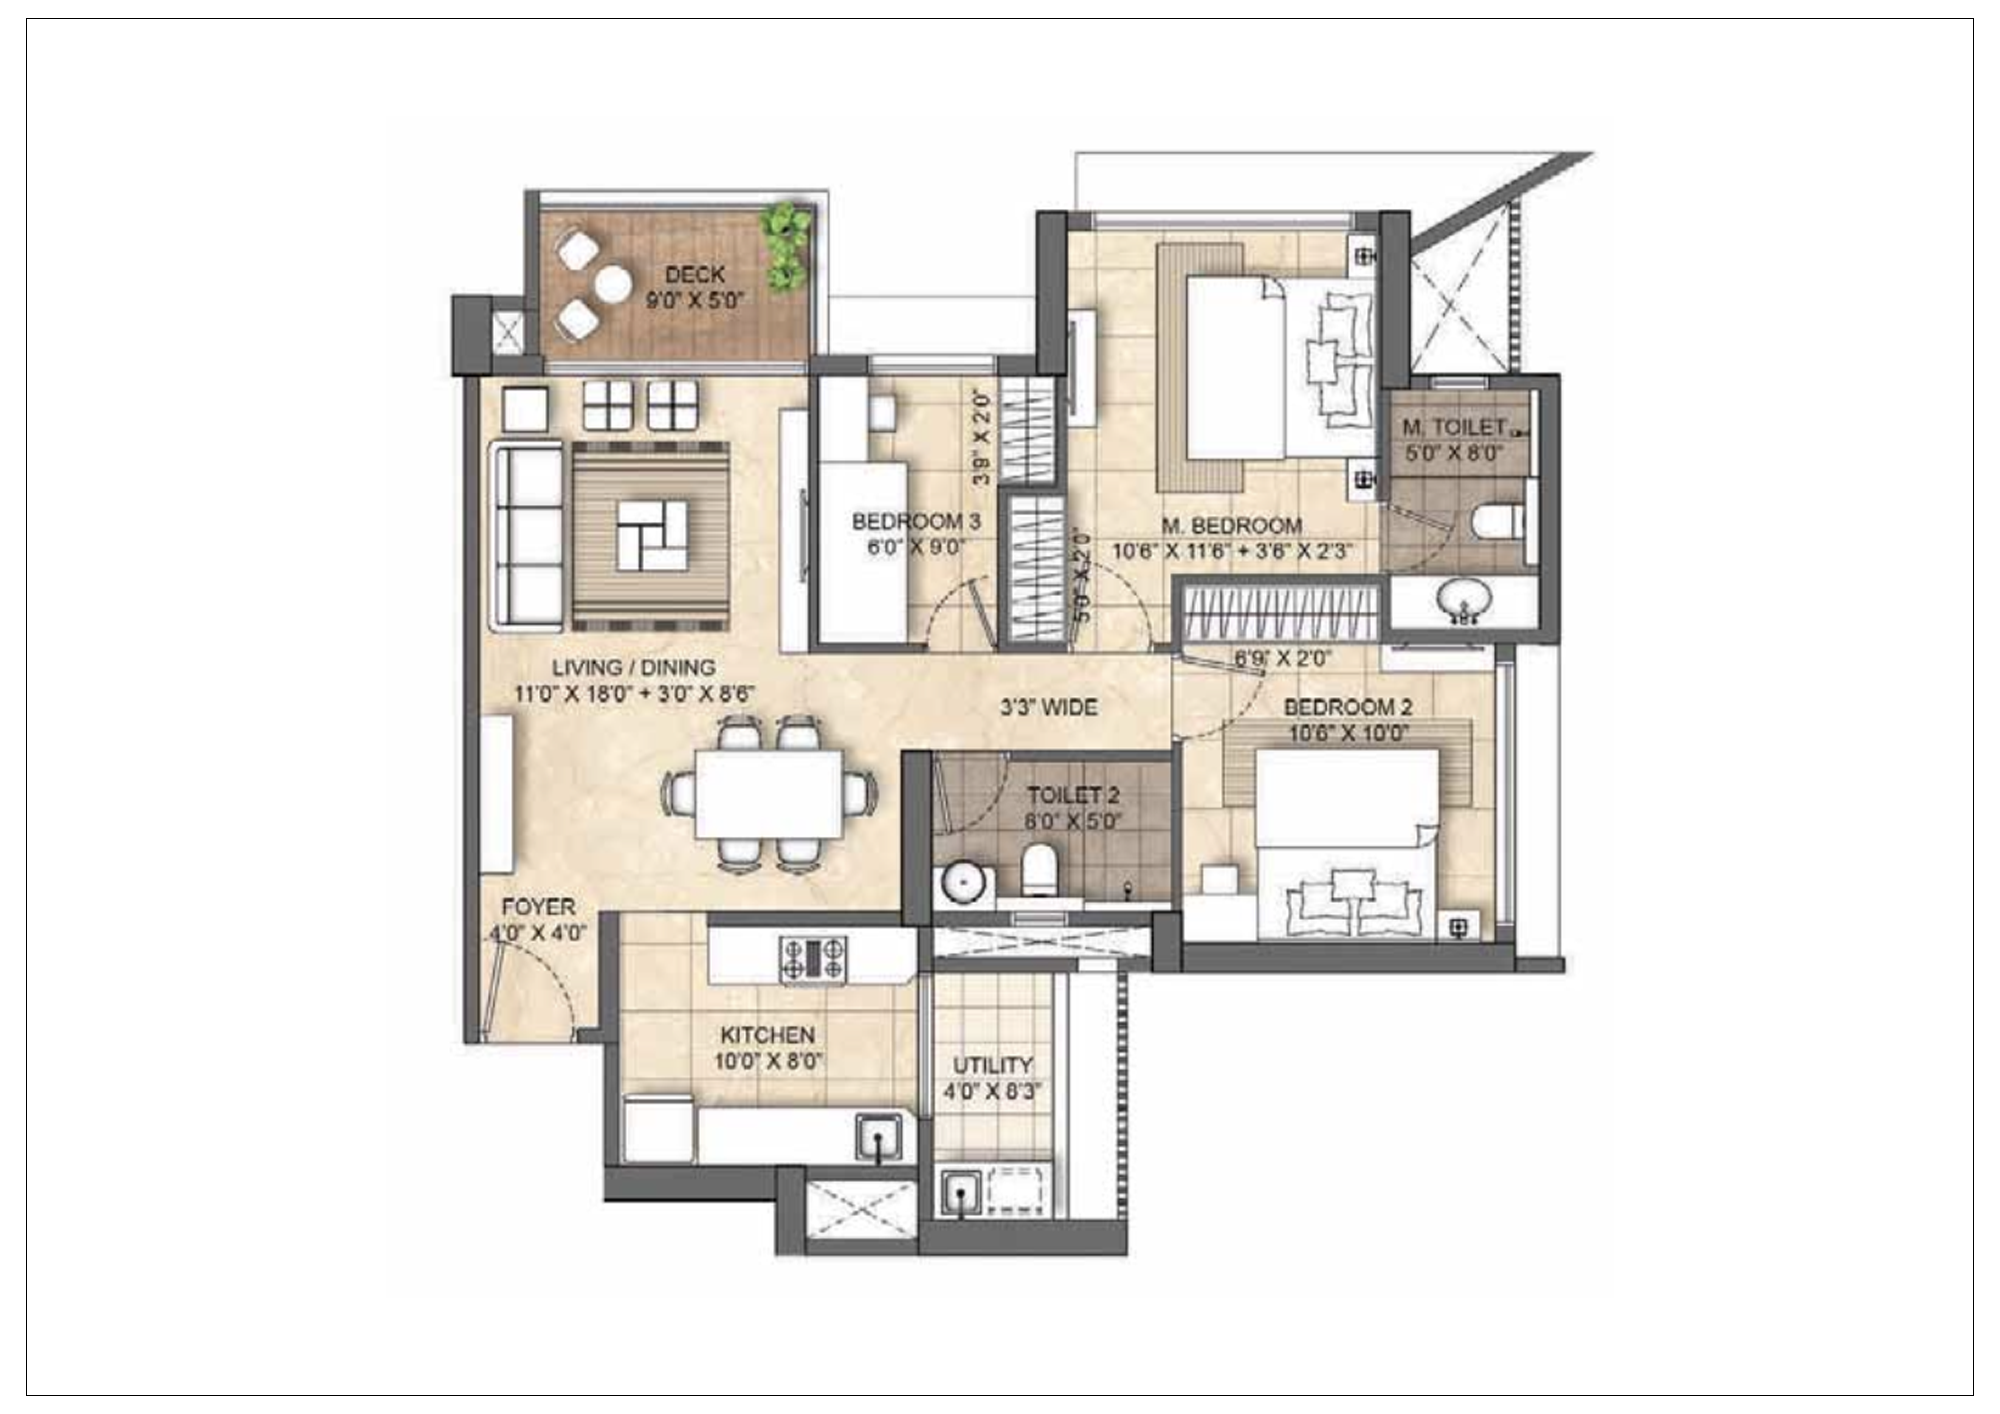 DECK
9'0" X 5'0"
3'9" X 2'0"
M. TOILET
5'0" X 8'0"
BEDROOM 3
6'0" X 9'0"
M. BEDROOM
10'6" X 11'6" + 3'6" X 2'3"
5'0" X 2'0"
LIVING / DINING
11'0" X 18'0" + 3'0" X 8'6"
6'9" X 2'0"
3'3" WIDE
BEDROOM 2
10'6" X 10'0"
TOILET 2
8'0" X 5'0"
FOYER
4'0" X 4'0"
KITCHEN
10'0" X 8'0"
UTILITY
4'0" X 8'3"